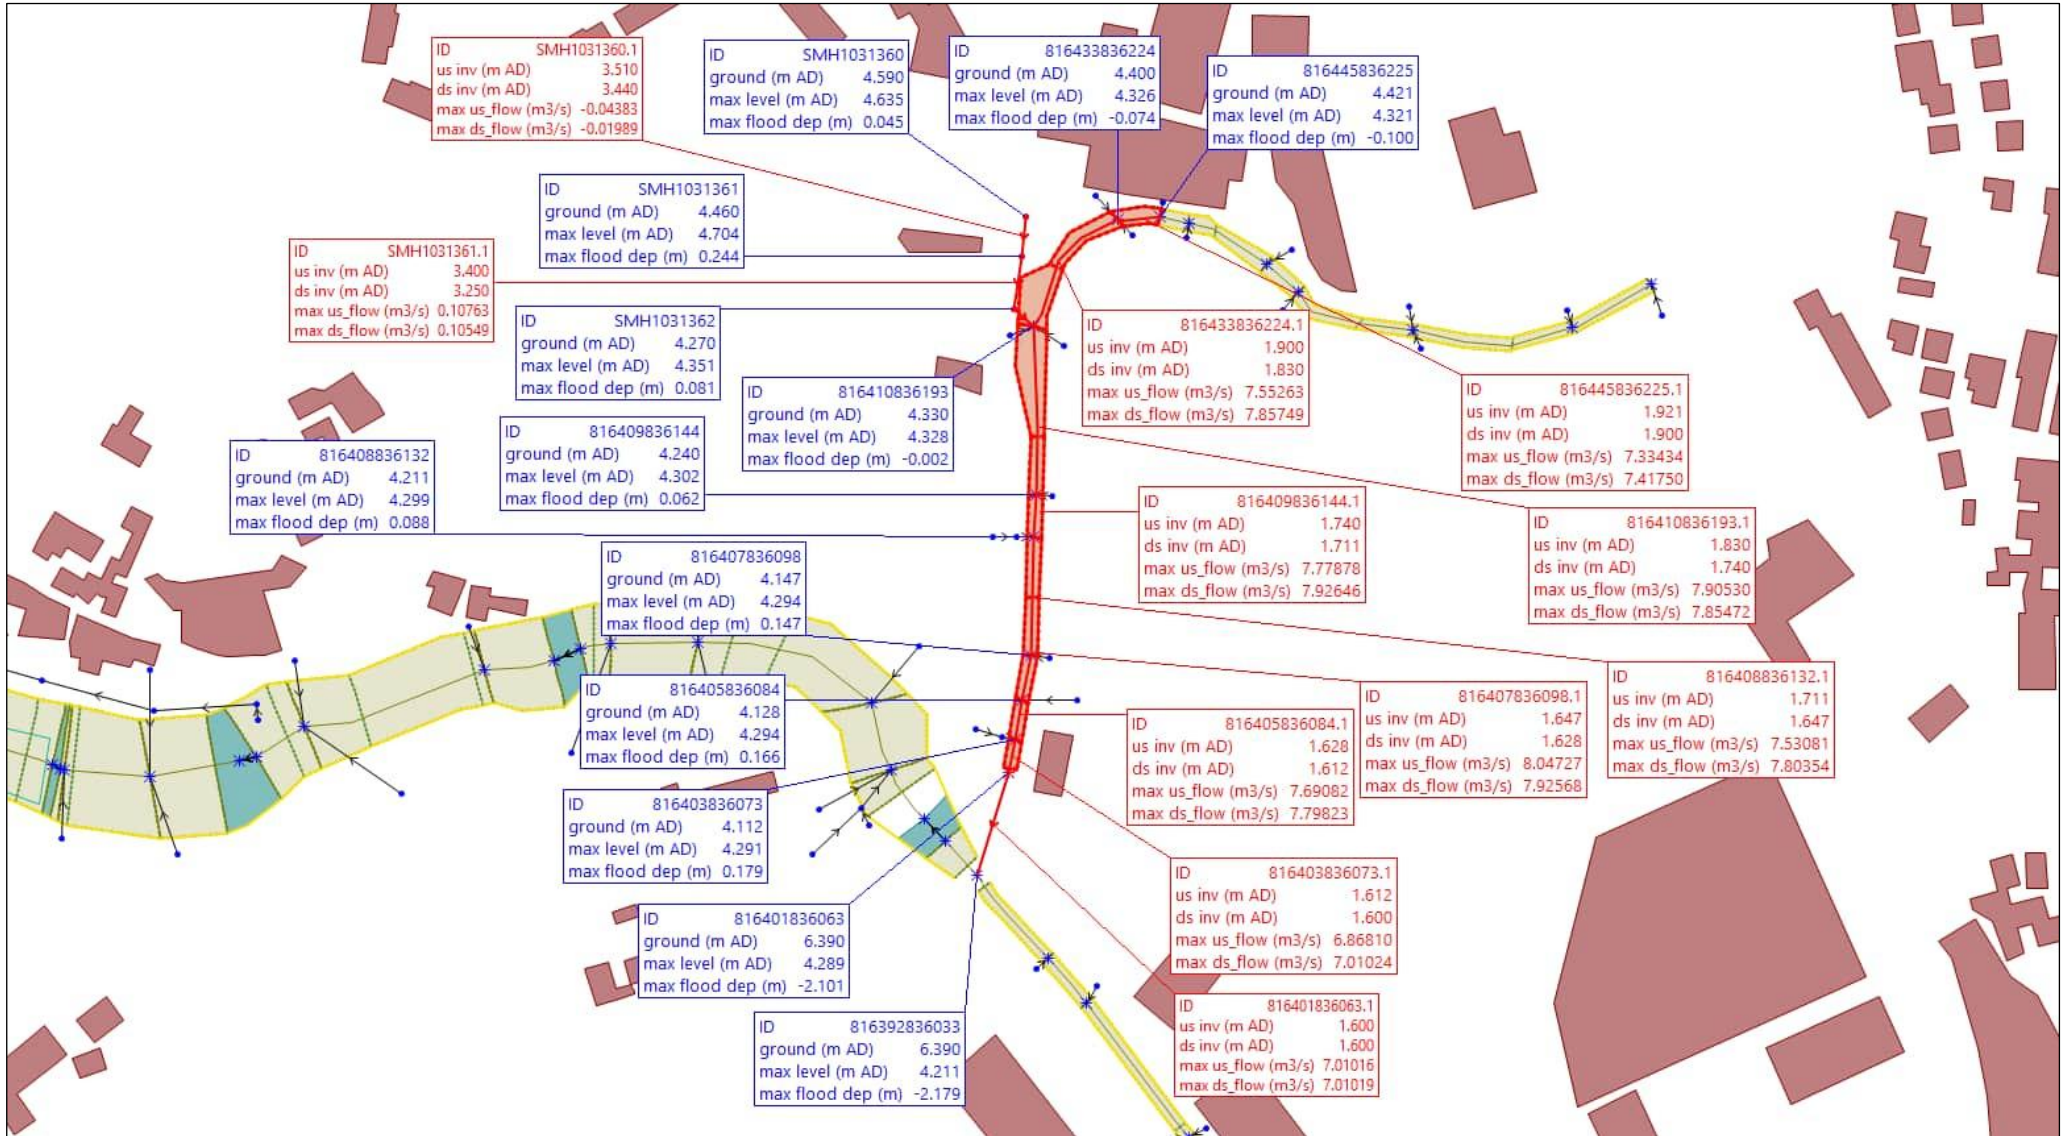 ID SMH1031360.1
us inv (m AD) 3.510
ds inv (m AD) 3.440
max us_flow (m3/s) -0.04383
max ds_flow (m3/s) -0.01989
ID SMH1031360
ground (m AD) 4.590
max level (m AD) 4.635
max flood dep (m) 0.045
ID 816433836224
ground (m AD) 4.400
max level (m AD) 4.326
max flood dep (m) -0.074
ID 816445836225
ground (m AD) 4.421
max level (m AD) 4.321
max flood dep (m) -0.100
ID SMH1031361
ground (m AD) 4.460
max level (m AD) 4.704
max flood dep (m) 0.244
ID SMH1031361.1
us inv (m AD) 3.400
ds inv (m AD) 3.250
max us_flow (m3/s) 0.10763
max ds_flow (m3/s) 0.10549
ID SMH1031362
ground (m AD) 4.270
max level (m AD) 4.351
max flood dep (m) 0.081
ID 816433836224.1
us inv (m AD) 1.900
ds inv (m AD) 1.830
max us_flow (m3/s) 7.55263
max ds_flow (m3/s) 7.85749
ID 816410836193
ground (m AD) 4.330
max level (m AD) 4.328
max flood dep (m) -0.002
ID 816445836225.1
us inv (m AD) 1.921
ds inv (m AD) 1.900
max us_flow (m3/s) 7.33434
max ds_flow (m3/s) 7.41750
ID 816409836144
ground (m AD) 4.240
max level (m AD) 4.302
max flood dep (m) 0.062
ID 816408836132
ground (m AD) 4.211
max level (m AD) 4.299
max flood dep (m) 0.088
ID 816409836144.1
us inv (m AD) 1.740
ds inv (m AD) 1.711
max us_flow (m3/s) 7.77878
max ds_flow (m3/s) 7.92646
ID 816410836193.1
us inv (m AD) 1.830
ds inv (m AD) 1.740
max us_flow (m3/s) 7.90530
max ds_flow (m3/s) 7.85472
ID 816407836098
ground (m AD) 4.147
max level (m AD) 4.294
max flood dep (m) 0.147
ID 816408836132.1
us inv (m AD) 1.711
ds inv (m AD) 1.647
max us_flow (m3/s) 7.53081
max ds_flow (m3/s) 7.80354
ID 816405836084
ground (m AD) 4.128
max level (m AD) 4.294
max flood dep (m) 0.166
ID 816407836098.1
us inv (m AD) 1.647
ds inv (m AD) 1.628
max us_flow (m3/s) 8.04727
max ds_flow (m3/s) 7.92568
ID 816405836084.1
us inv (m AD) 1.628
ds inv (m AD) 1.612
max us_flow (m3/s) 7.69082
max ds_flow (m3/s) 7.79823
ID 816403836073
ground (m AD) 4.112
max level (m AD) 4.291
max flood dep (m) 0.179
ID 816403836073.1
us inv (m AD) 1.612
ds inv (m AD) 1.600
max us_flow (m3/s) 6.86810
max ds_flow (m3/s) 7.01024
ID 816401836063
ground (m AD) 6.390
max level (m AD) 4.289
max flood dep (m) -2.101
ID 816401836063.1
us inv (m AD) 1.600
ds inv (m AD) 1.600
max us_flow (m3/s) 7.01016
max ds_flow (m3/s) 7.01019
ID 816392836033
ground (m AD) 6.390
max level (m AD) 4.211
max flood dep (m) -2.179